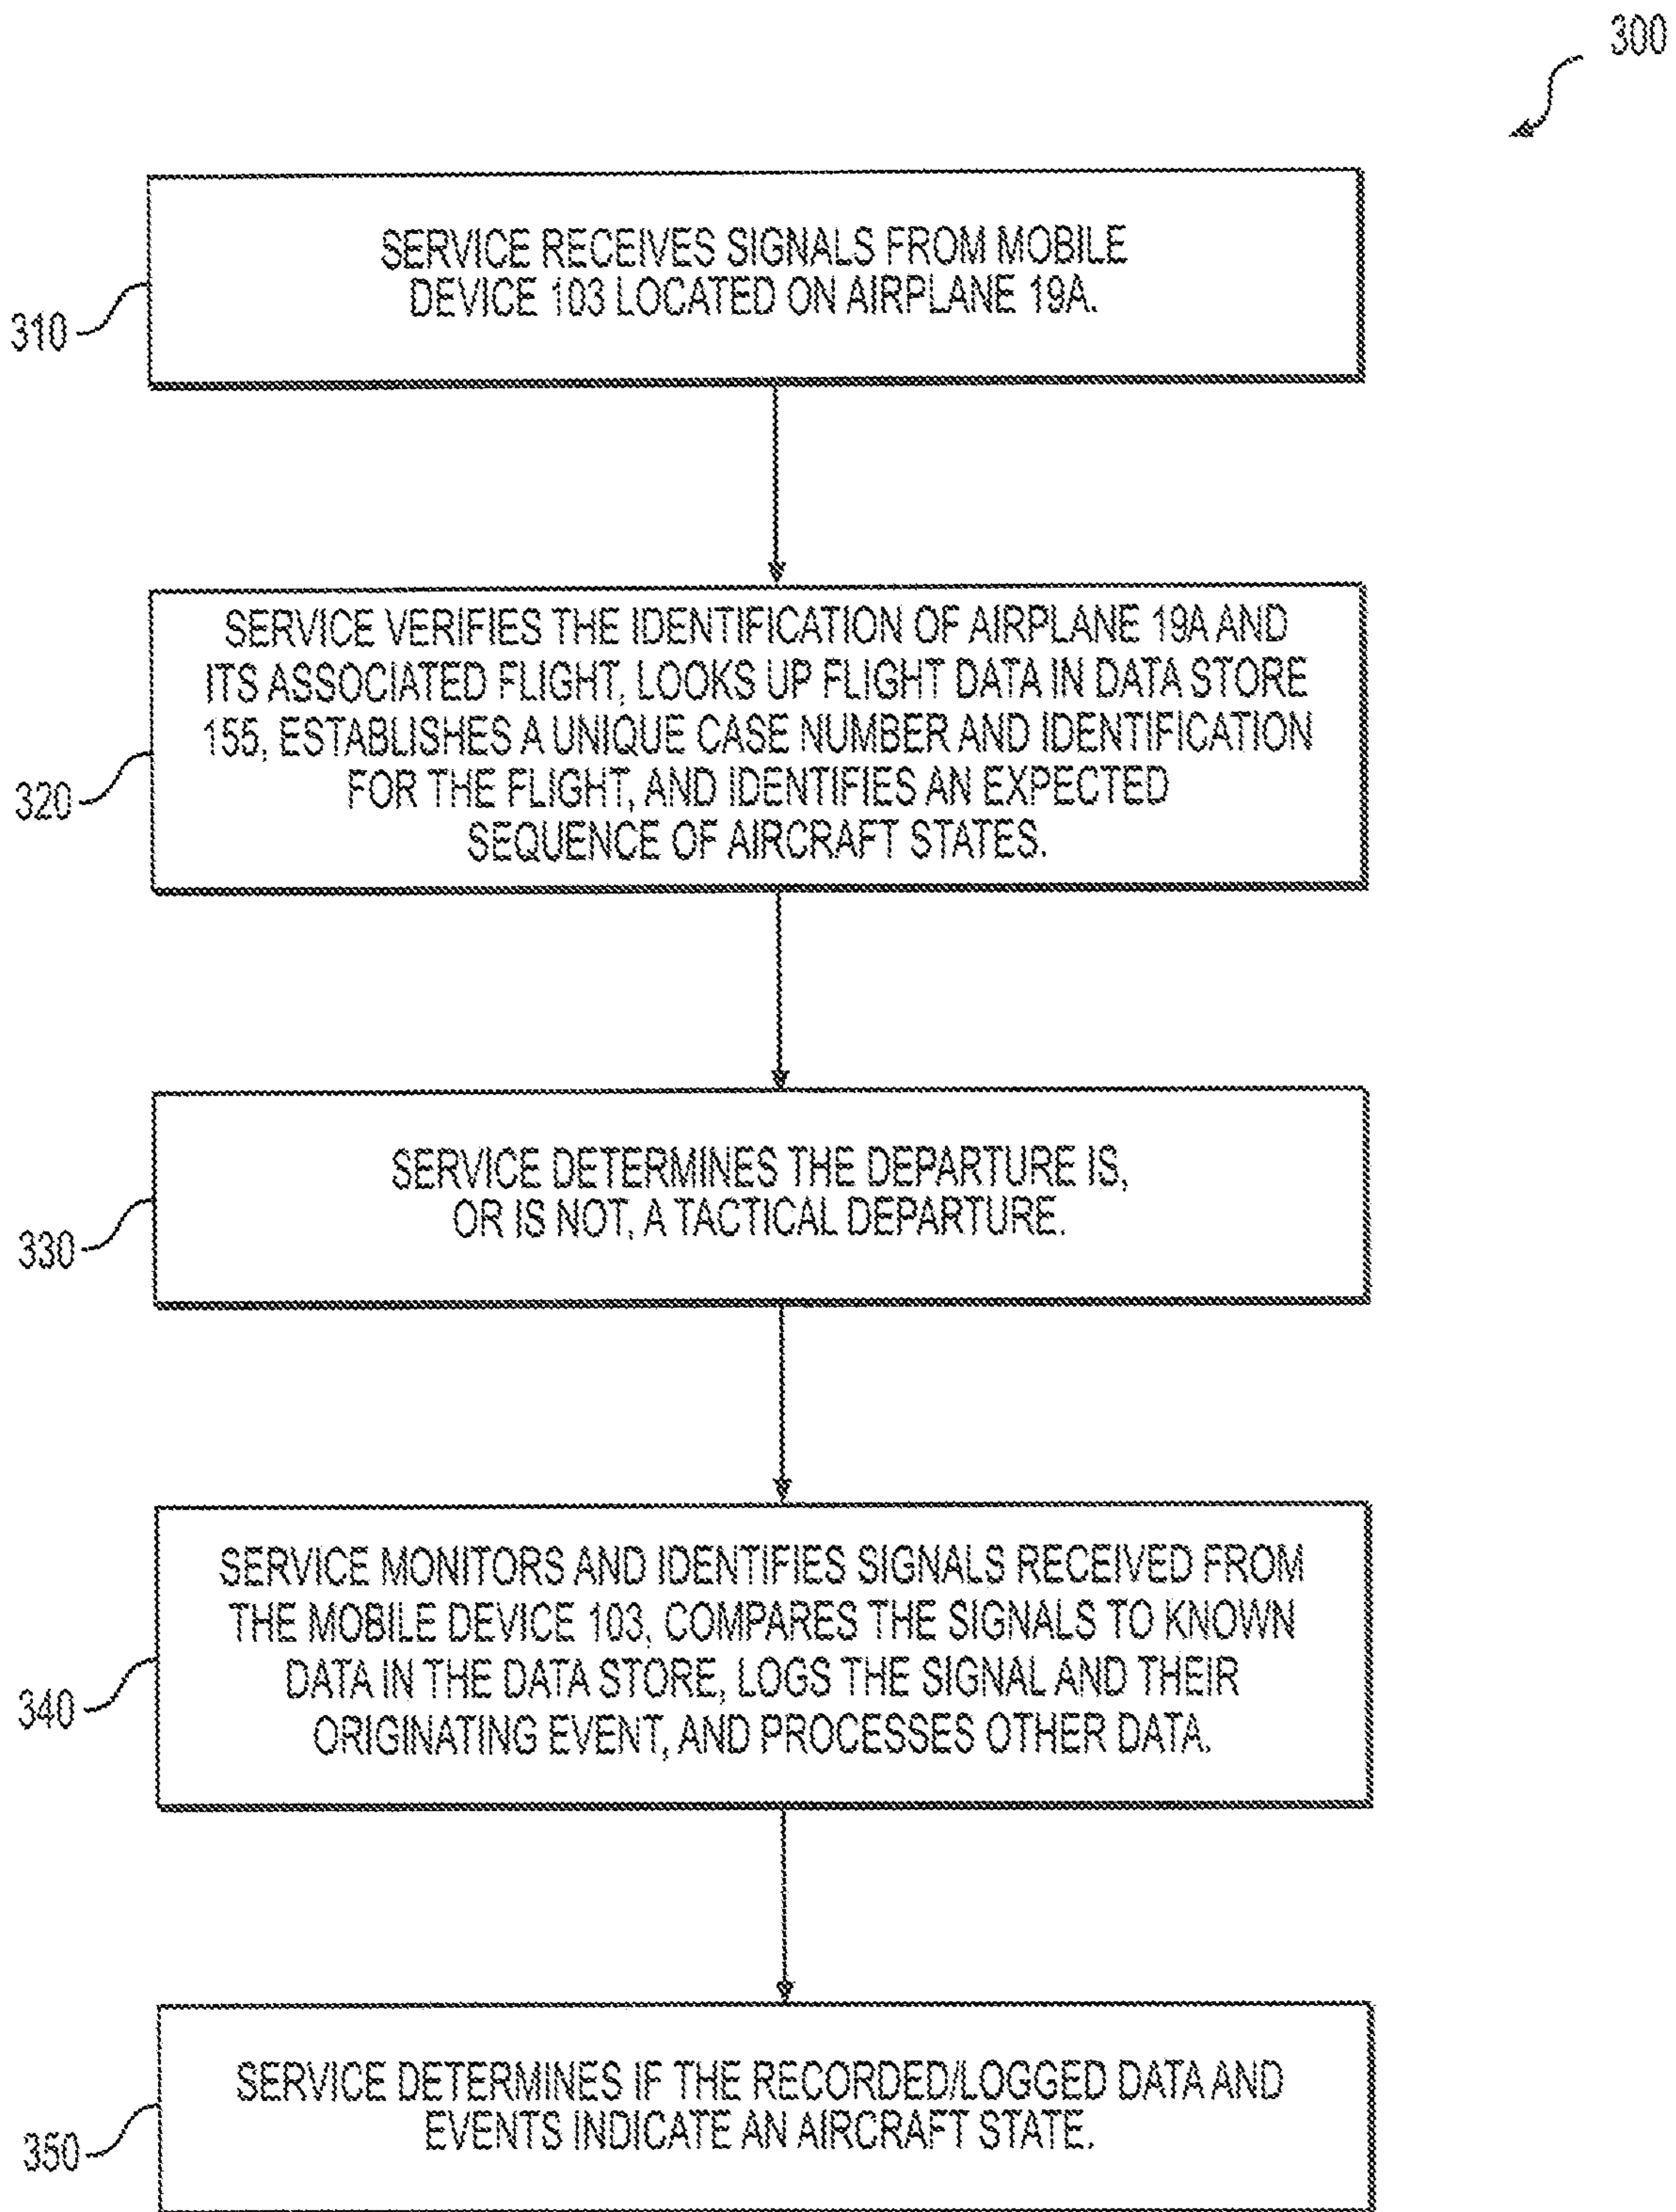 300
310
SERVICE RECEIVES SIGNALS FROM MOBILE
DEVICE 103 LOCATED ON AIRPLANE 19A.
320
SERVICE VERIFIES THE IDENTIFICATION OF AIRPLANE 19A AND
ITS ASSOCIATED FLIGHT, LOOKS UP FLIGHT DATA IN DATA STORE
155, ESTABLISHES A UNIQUE CASE NUMBER AND IDENTIFICATION
FOR THE FLIGHT, AND IDENTIFIES AN EXPECTED
SEQUENCE OF AIRCRAFT STATES.
330
SERVICE DETERMINES THE DEPARTURE IS,
OR IS NOT, A TACTICAL DEPARTURE.
340
SERVICE MONITORS AND IDENTIFIES SIGNALS RECEIVED FROM
THE MOBILE DEVICE 103, COMPARES THE SIGNALS TO KNOWN
DATA IN THE DATA STORE, LOGS THE SIGNAL AND THEIR
ORIGINATING EVENT, AND PROCESSES OTHER DATA.
350
SERVICE DETERMINES IF THE RECORDED/LOGGED DATA AND
EVENTS INDICATE AN AIRCRAFT STATE.